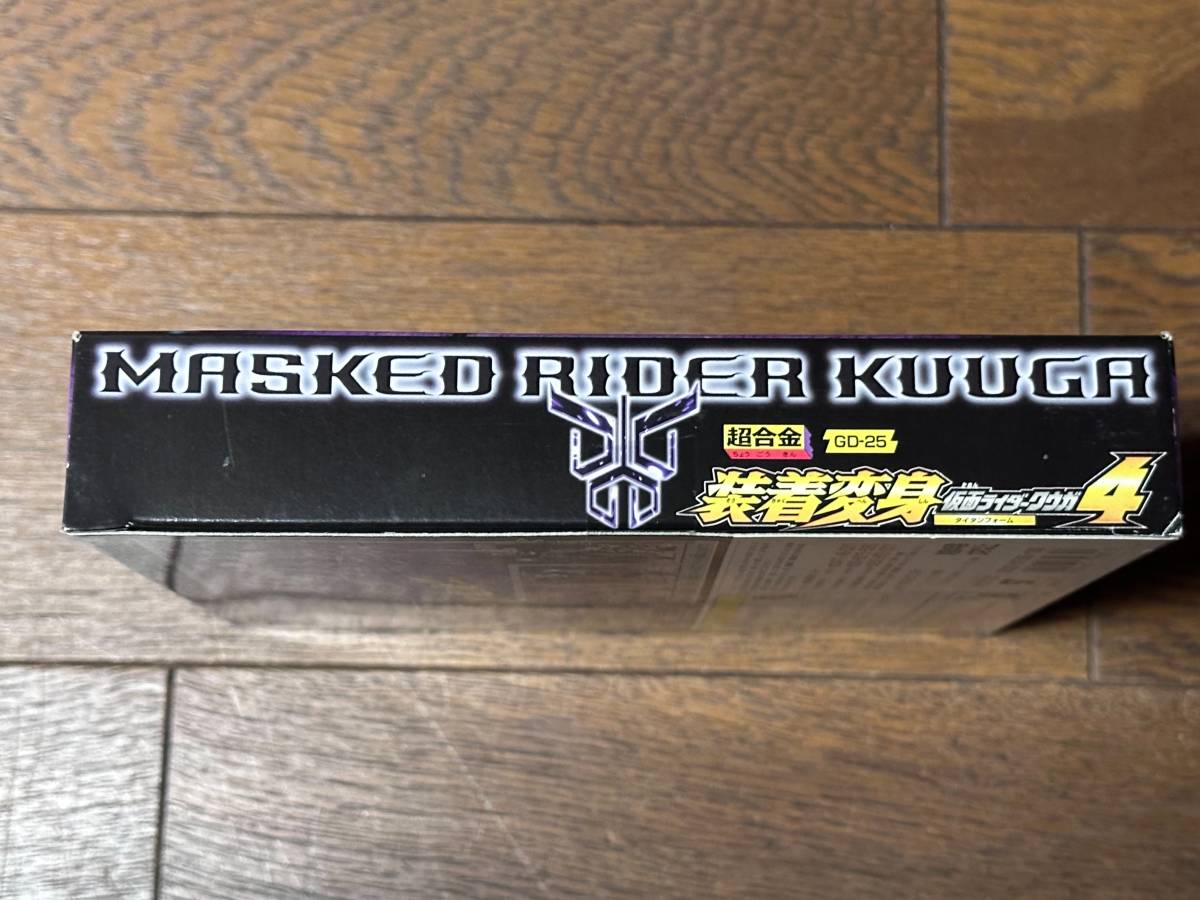 MASKED RIDER KUUGA
超合金 GD-25
ちょう ごう きん
装着変身 仮面ライダークウガ 4
タイタンフォーム